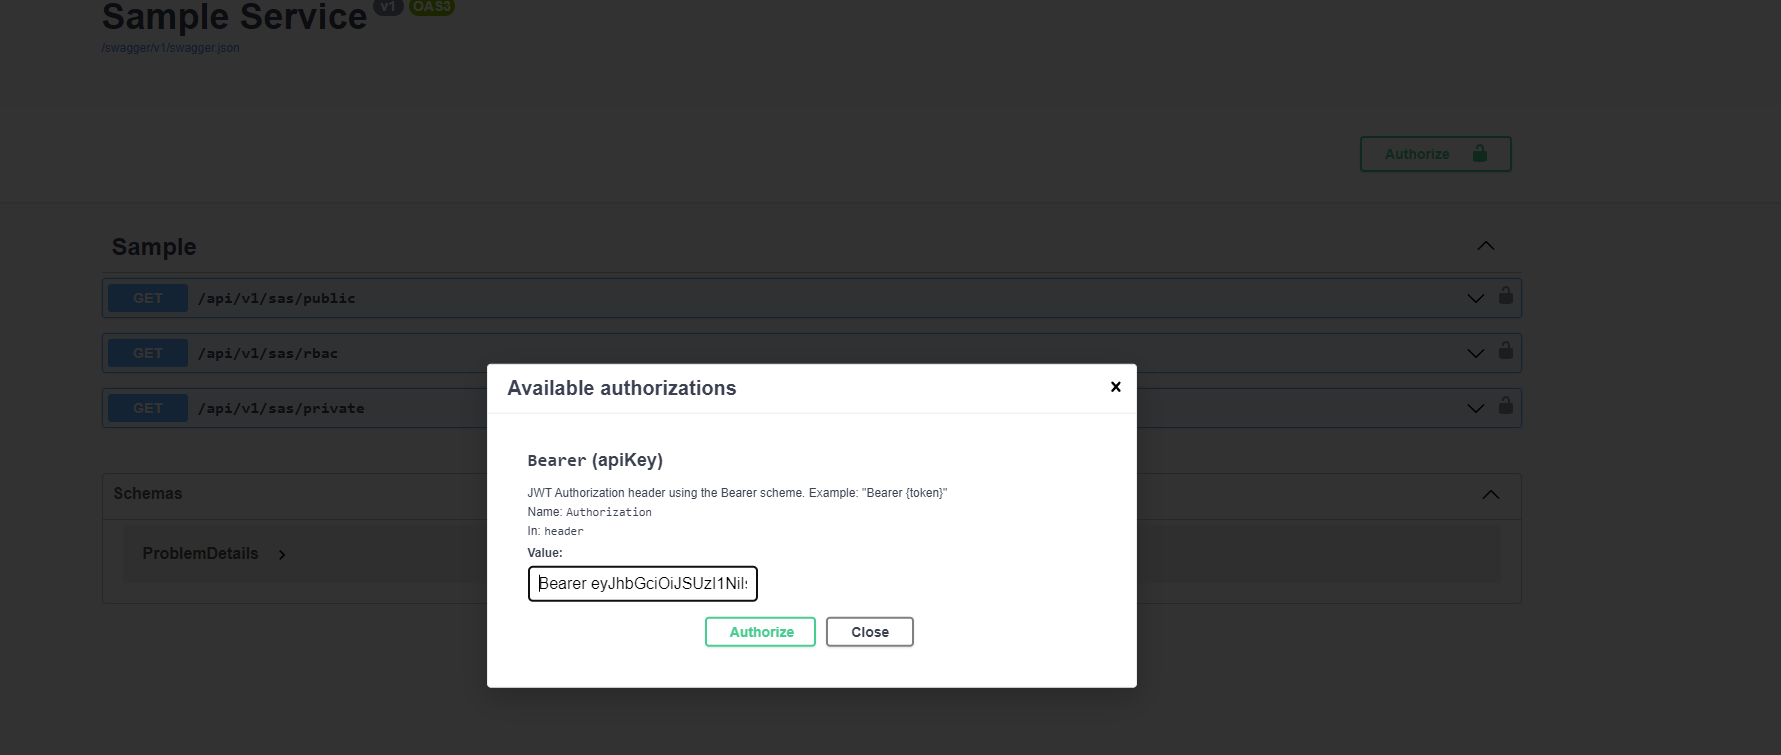 Sample Service v1 OAS3
/swagger/v1/swagger.json
Authorize
Sample
GET /api/v1/sas/public
GET /api/v1/sas/rbac
GET /api/v1/sas/private
Schemas
ProblemDetails
Available authorizations
Bearer (apiKey)
JWT Authorization header using the Bearer scheme. Example: "Bearer {token}"
Name: Authorization
In: header
Value:
Bearer eyJhbGciOiJSUzI1NiIs
Authorize Close